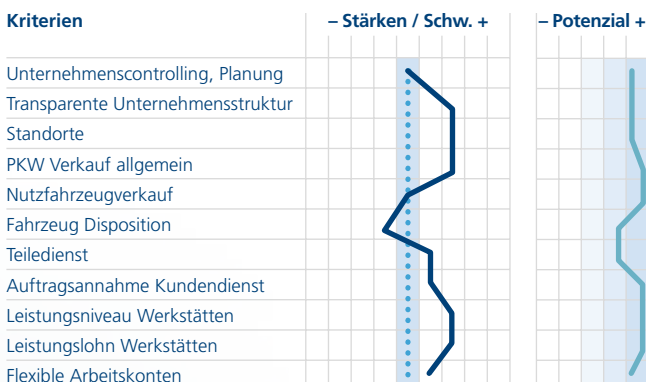 Kriterien – Stärken / Schw. + – Potenzial +
Unternehmenscontrolling, Planung
Transparente Unternehmensstruktur
Standorte
PKW Verkauf allgemein
Nutzfahrzeugverkauf
Fahrzeug Disposition
Teiledienst
Auftragsannahme Kundendienst
Leistungsniveau Werkstätten
Leistungslohn Werkstätten
Flexible Arbeitskonten